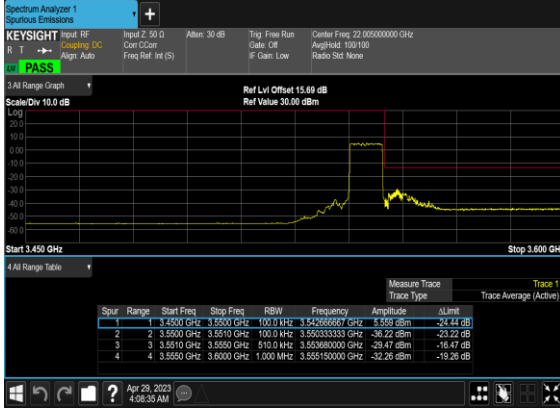 Spectrum Analyzer 1
Spurious Emissions
+
KEYSIGHT Input: RF Input Z: 50 Ω Atten: 30 dB Trig: Free Run Center Freq: 22.005000000 GHz
R T Coupling: DC Corr CCorr Gate: Off Avg|Hold: 100/100
Align: Auto Freq Ref: Int (S) IF Gain: Low Radio Std: None
PASS
3 All Range Graph
Ref Lvl Offset 15.69 dB
Scale/Div 10.0 dB Ref Value 30.00 dBm
Log
20.0
10.0
0.00
-10.0
-20.0
-30.0
-40.0
-50.0
-60.0
Start 3.450 GHz Stop 3.600 GH
4 All Range Table
Measure Trace Trace 1
Trace Type Trace Average (Active)
Spur Range Start Freq Stop Freq RBW Frequency Amplitude ΔLimit
1 1 3.4500 GHz 3.5500 GHz 100.0 kHz 3.542666667 GHz 5.559 dBm -24.44 dB
2 2 3.5500 GHz 3.5510 GHz 100.0 kHz 3.550333333 GHz -36.22 dBm -23.22 dB
3 3 3.5510 GHz 3.5550 GHz 510.0 kHz 3.553680000 GHz -29.47 dBm -16.47 dB
4 4 3.5550 GHz 3.6000 GHz 1.000 MHz 3.555150000 GHz -32.26 dBm -19.26 dB
? Apr 29, 2023
4:08:35 AM